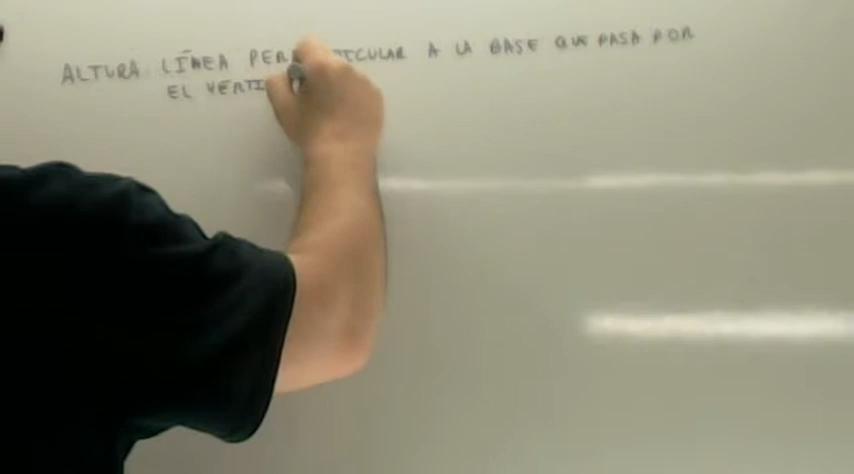 ALTURA: LÍNEA PERPENDICULAR A LA BASE QUE PASA POR
EL VERTI